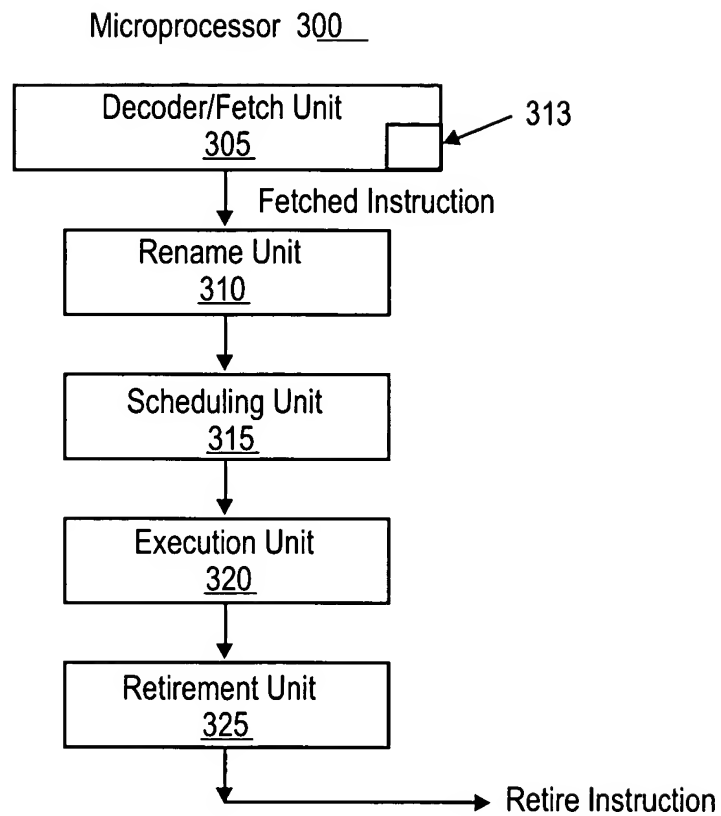 Microprocessor 300
Decoder/Fetch Unit
305
313
Fetched Instruction
Rename Unit
310
Scheduling Unit
315
Execution Unit
320
Retirement Unit
325
Retire Instruction